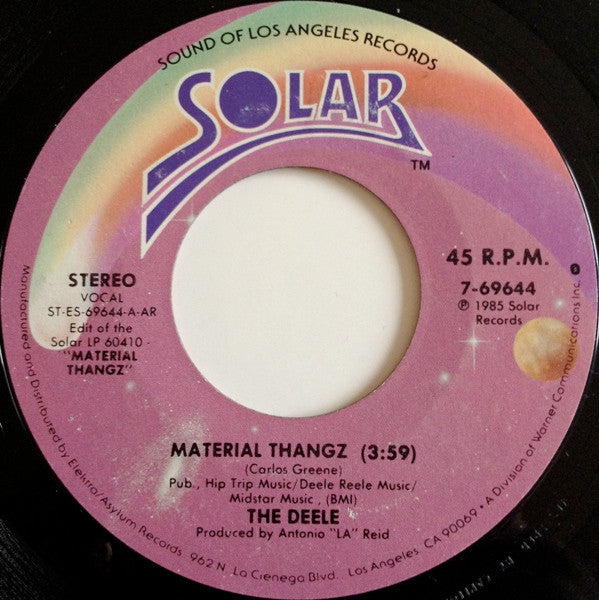 SOUND OF LOS ANGELES RECORDS
SOLAR
TM
STEREO
VOCAL
ST-ES-69644-A-AR
Edit of the
Solar LP 60410 -
"MATERIAL
THANGZ"
45 R.P.M.
7-69644
Ⓟ 1985 Solar
Records
MATERIAL THANGZ (3:59)
(Carlos Greene)
Pub., Hip Trip Music/Deele Reele Music/
Midstar Music, (BMI)
THE DEELE
Produced by Antonio "LA" Reid
Manufactured and Distributed by Elektra/Asylum Records 962 N. La Cienega Blvd., Los Angeles, CA 90069 • A Division of Warner Communications Inc.